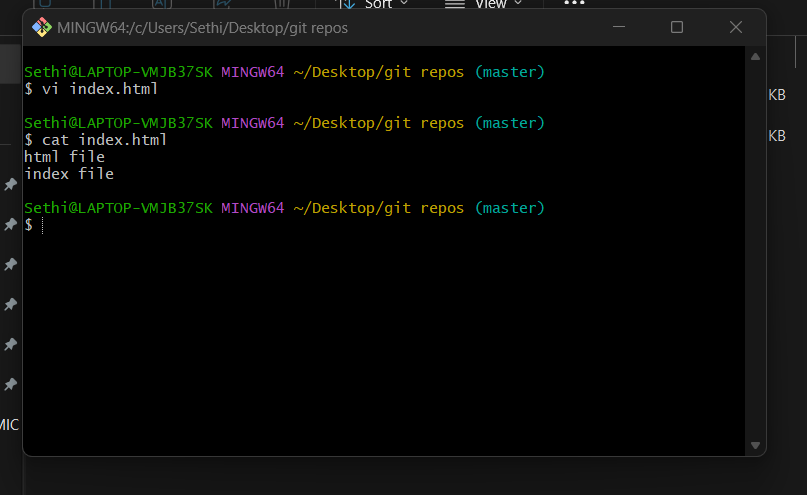 Sort
View
MINGW64:/c/Users/Sethi/Desktop/git repos
Sethi@LAPTOP-VMJB37SK MINGW64 ~/Desktop/git repos (master)
$ vi index.html
Sethi@LAPTOP-VMJB37SK MINGW64 ~/Desktop/git repos (master)
$ cat index.html
html file
index file
Sethi@LAPTOP-VMJB37SK MINGW64 ~/Desktop/git repos (master)
$
KB
KB
MIC